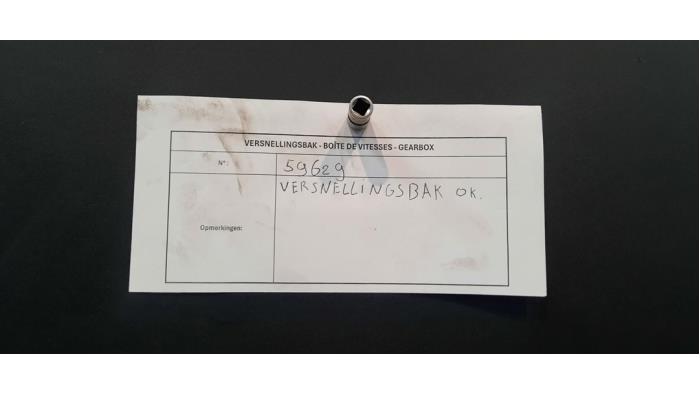 VERSNELLINGSBAK - BOÎTE DE VITESSES - GEARBOX
N°: 59629
VERSNELLINGSBAK OK.
Opmerkingen: